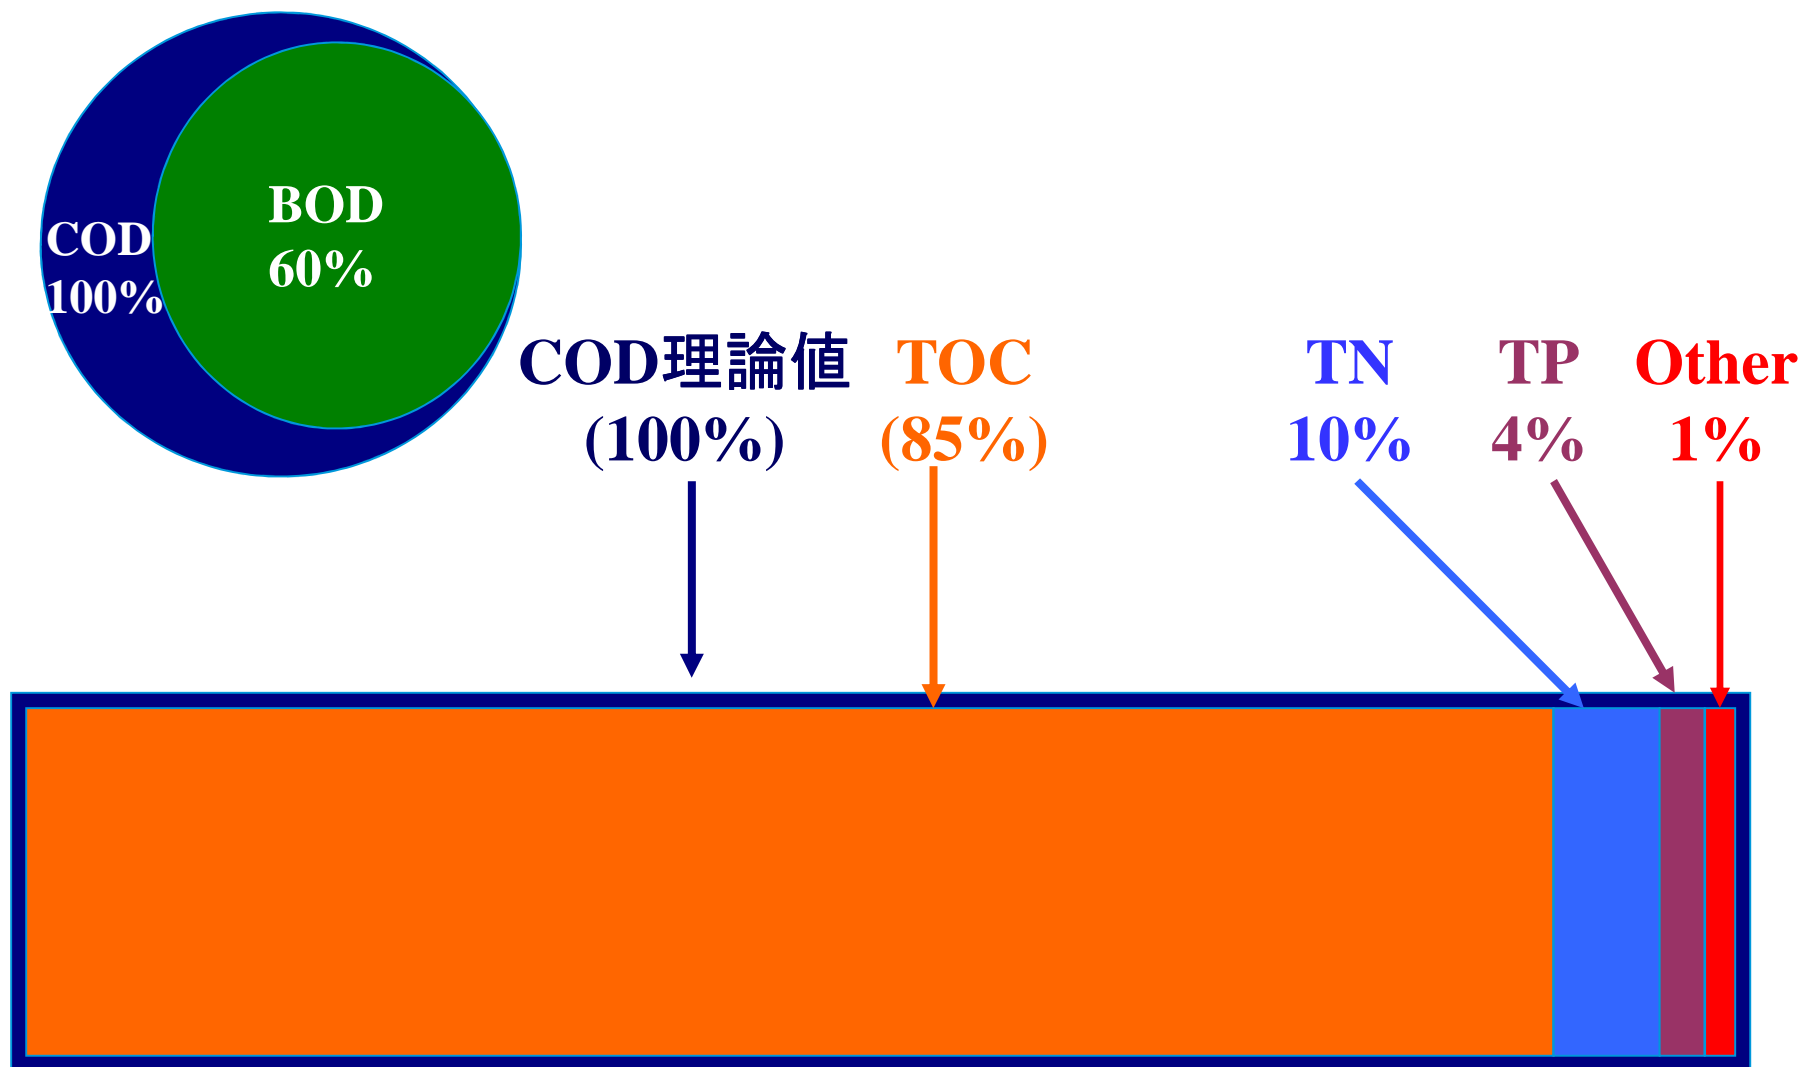 BOD
60%
COD
100%
COD理論値
(100%)
TOC
(85%)
TN
10%
TP
4%
Other
1%